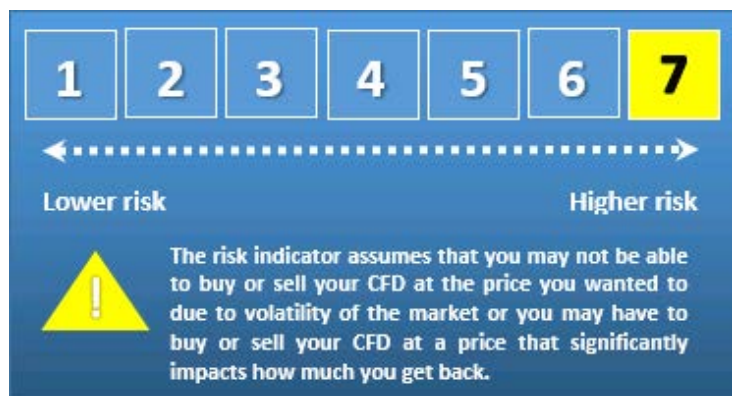 1 2 3 4 5 6 7
Lower risk Higher risk
!
The risk indicator assumes that you may not be able
to buy or sell your CFD at the price you wanted to
due to volatility of the market or you may have to
buy or sell your CFD at a price that significantly
impacts how much you get back.